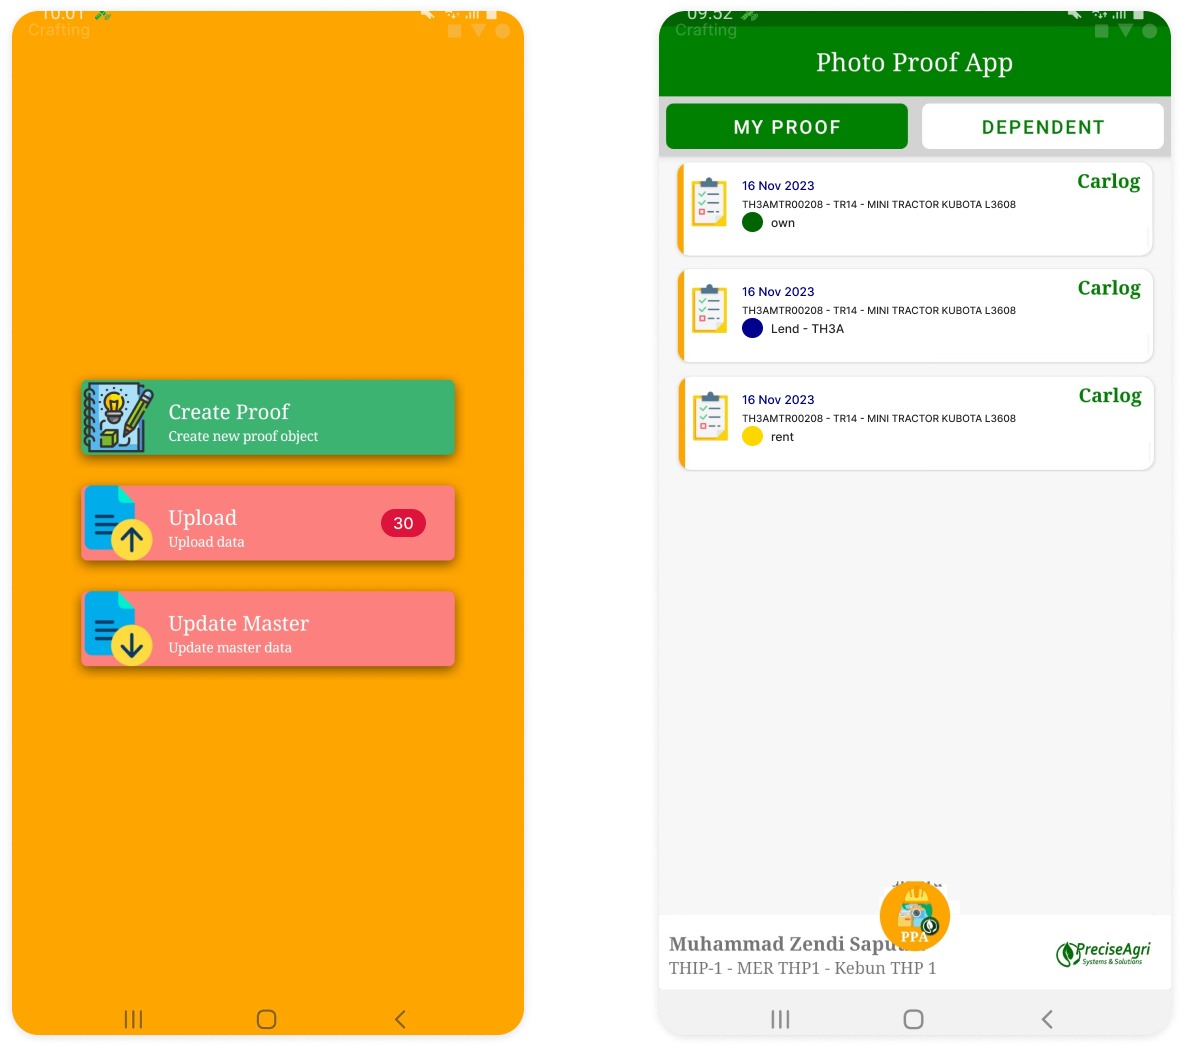 10:01
Crafting
Create Proof
Create new proof object
Upload
Upload data
30
Update Master
Update master data
09:52
Crafting
Photo Proof App
MY PROOF
DEPENDENT
16 Nov 2023
Carlog
TH3AMTR00208 - TR14 - MINI TRACTOR KUBOTA L3608
own
16 Nov 2023
Carlog
TH3AMTR00208 - TR14 - MINI TRACTOR KUBOTA L3608
Lend - TH3A
16 Nov 2023
Carlog
TH3AMTR00208 - TR14 - MINI TRACTOR KUBOTA L3608
rent
PPA
Muhammad Zendi
THIP-1 - MER THP1 - Kebun THP 1
PreciseAgri
Systems & Solutions